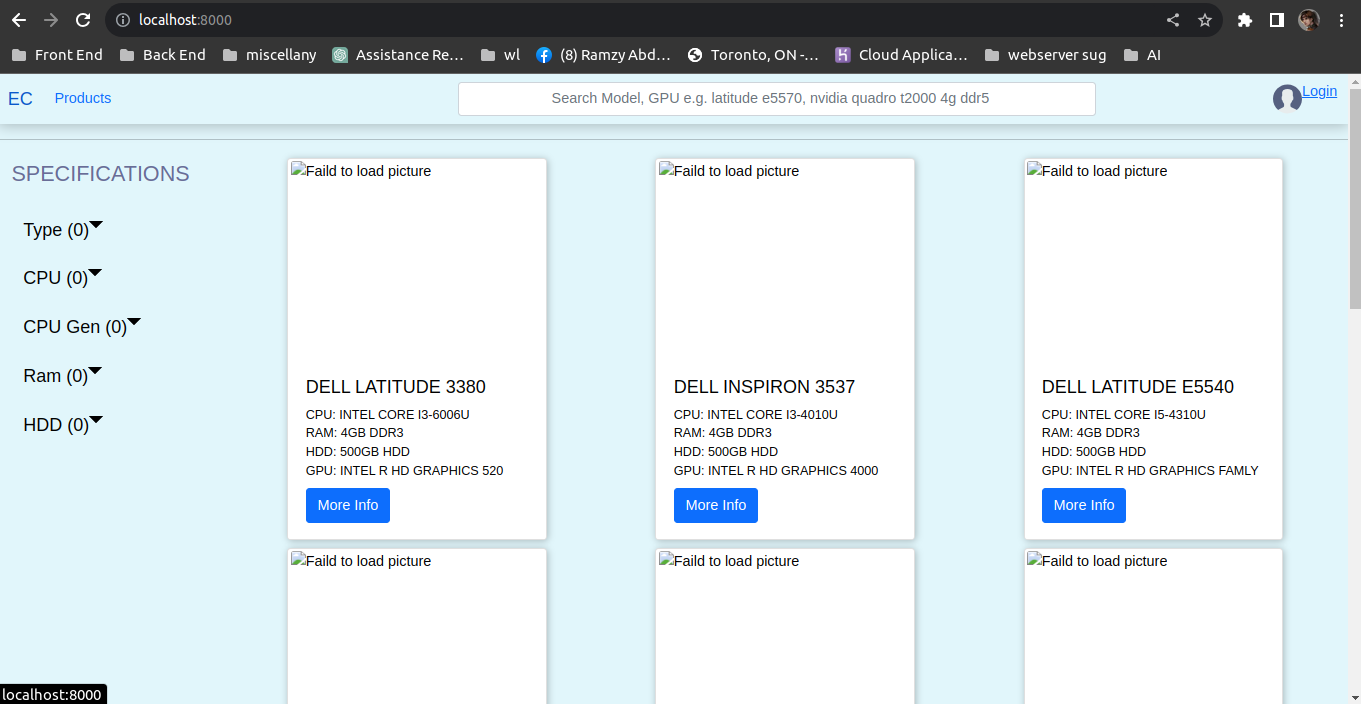 localhost:8000
Front End Back End miscellany Assistance Re... wl (8) Ramzy Abd... Toronto, ON -... Cloud Applica... webserver sug AI
EC Products Search Model, GPU e.g. latitude e5570, nvidia quadro t2000 4g ddr5 Login
SPECIFICATIONS
Type (0)
CPU (0)
CPU Gen (0)
Ram (0)
HDD (0)
Faild to load picture
DELL LATITUDE 3380
CPU: INTEL CORE I3-6006U
RAM: 4GB DDR3
HDD: 500GB HDD
GPU: INTEL R HD GRAPHICS 520
More Info
Faild to load picture
DELL INSPIRON 3537
CPU: INTEL CORE I3-4010U
RAM: 4GB DDR3
HDD: 500GB HDD
GPU: INTEL R HD GRAPHICS 4000
More Info
Faild to load picture
DELL LATITUDE E5540
CPU: INTEL CORE I5-4310U
RAM: 4GB DDR3
HDD: 500GB HDD
GPU: INTEL R HD GRAPHICS FAMLY
More Info
Faild to load picture
Faild to load picture
Faild to load picture
localhost:8000